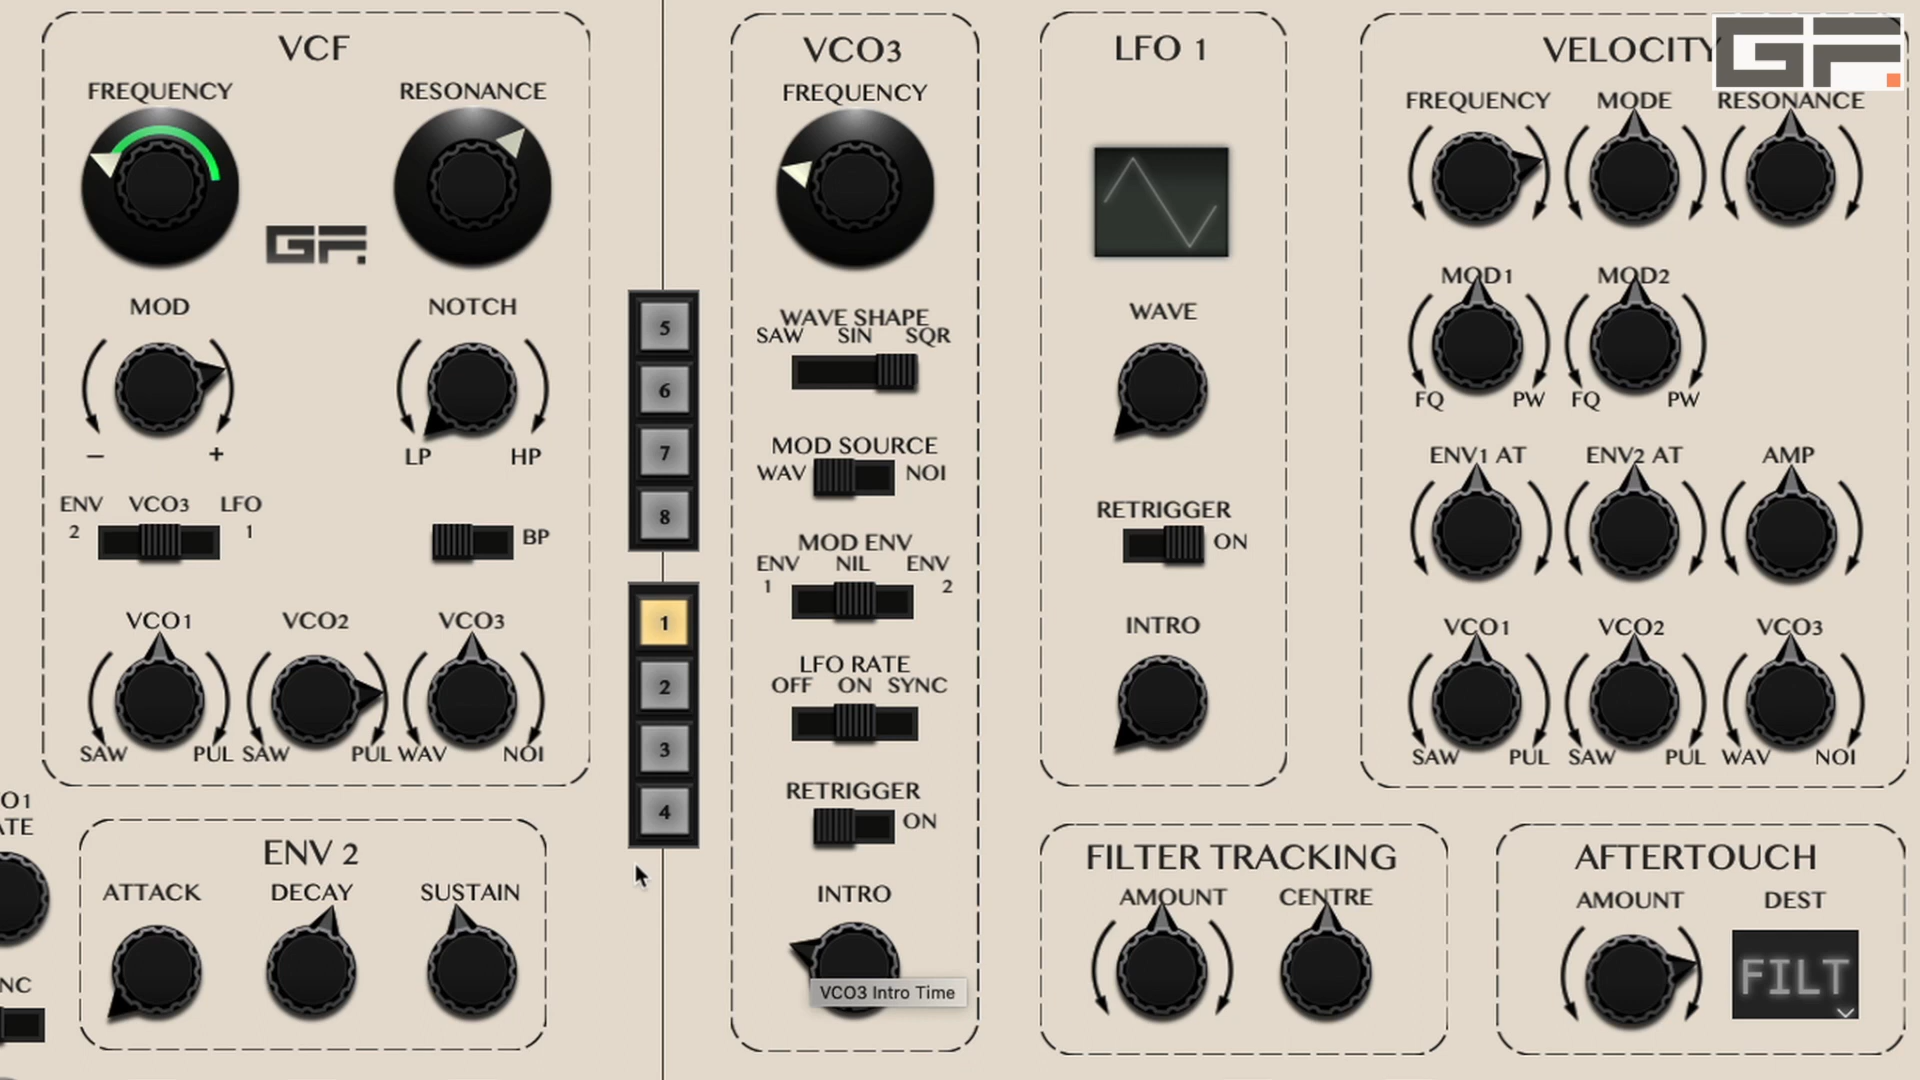 VCF
FREQUENCY
RESONANCE
GF.
MOD
NOTCH
− +
LP HP
ENV VCO3 LFO
2 1
BP
VCO1
VCO2
VCO3
SAW PUL
SAW PUL
WAV NOI
ENV 2
ATTACK
DECAY
SUSTAIN
5
6
7
8
1
2
3
4
VCO3
FREQUENCY
WAVE SHAPE
SAW SIN SQR
MOD SOURCE
WAV NOI
MOD ENV
ENV NIL ENV
1 2
LFO RATE
OFF ON SYNC
RETRIGGER
ON
INTRO
VCO3 Intro Time
LFO 1
WAVE
RETRIGGER
ON
INTRO
VELOCITY
GF.
FREQUENCY
MODE
RESONANCE
MOD1
MOD2
FQ PW
FQ PW
ENV1 AT
ENV2 AT
AMP
VCO1
VCO2
VCO3
SAW PUL
SAW PUL
WAV NOI
FILTER TRACKING
AMOUNT
CENTRE
AFTERTOUCH
AMOUNT
DEST
FILT